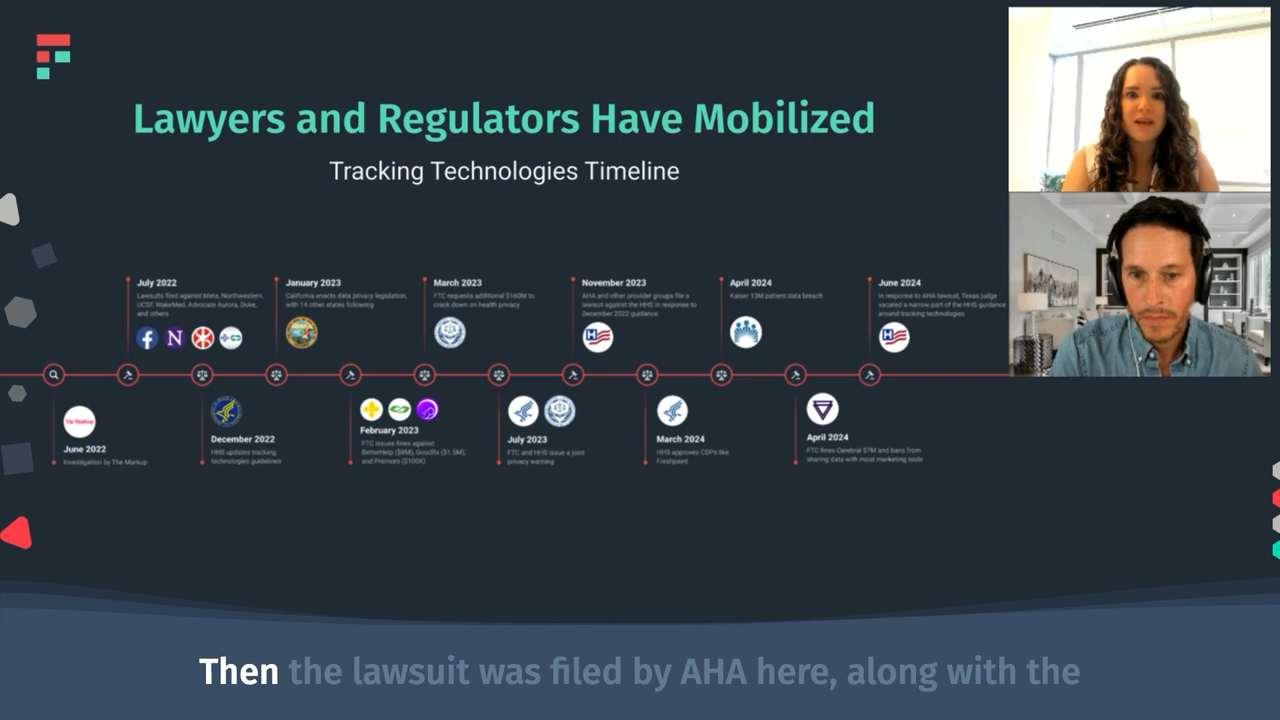 Lawyers and Regulators Have Mobilized
Tracking Technologies Timeline
July 2022
Lawsuits filed against Meta, Northwestern,
UCSF, WakeMed, Advocate Aurora, Duke,
and others
January 2023
California enacts data privacy legislation,
with 14 other states following
March 2023
FTC requests additional $160M to
crack down on health privacy
November 2023
AHA and other provider groups file a
lawsuit against the HHS in response to
December 2022 guidance
April 2024
Kaiser 13M patient data breach
June 2024
In response to AHA lawsuit, Texas judge
vacated a narrow part of the HHS guidance
around tracking technologies
The Markup
June 2022
Investigation by The Markup
December 2022
HHS updates tracking
technologies guidelines
February 2023
FTC issues fines against
BetterHelp ($8M), GoodRx ($1.5M),
and Premom ($100K)
July 2023
FTC and HHS issue a joint
privacy warning
March 2024
HHS approves CDPs like
Freshpaint
April 2024
FTC fines Cerebral $7M and bans from
sharing data with most marketing tools
Then the lawsuit was filed by AHA here, along with the